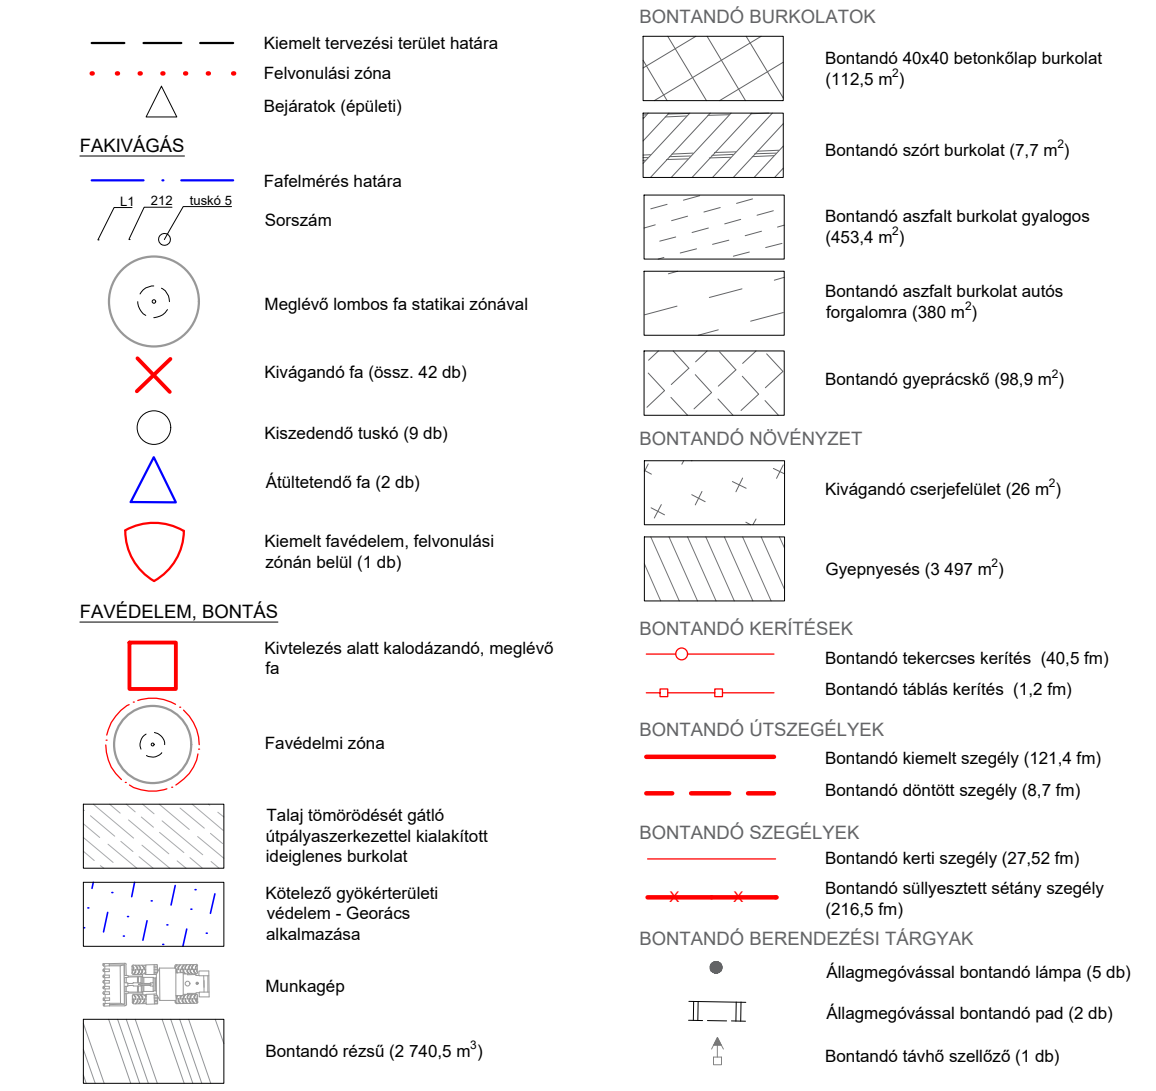 Kiemelt tervezési terület határa
Felvonulási zóna
Bejáratok (épületi)
FAKIVÁGÁS
Fafelmérés határa
L1 212 tuskó 5
Sorszám
Meglévő lombos fa statikai zónával
Kivágandó fa (össz. 42 db)
Kiszedendő tuskó (9 db)
Átültetendő fa (2 db)
Kiemelt favédelem, felvonulási
zónán belül (1 db)
FAVÉDELEM, BONTÁS
Kivtelezés alatt kalodázandó, meglévő
fa
Favédelmi zóna
Talaj tömörödését gátló
útpályaszerkezettel kialakított
ideiglenes burkolat
Kötelező gyökérterületi
védelem - Georács
alkalmazása
Munkagép
Bontandó rézsű (2 740,5 m³)
BONTANDÓ BURKOLATOK
Bontandó 40x40 betonkőlap burkolat
(112,5 m²)
Bontandó szórt burkolat (7,7 m²)
Bontandó aszfalt burkolat gyalogos
(453,4 m²)
Bontandó aszfalt burkolat autós
forgalomra (380 m²)
Bontandó gyeprácskő (98,9 m²)
BONTANDÓ NÖVÉNYZET
Kivágandó cserjefelület (26 m²)
Gyepnyesés (3 497 m²)
BONTANDÓ KERÍTÉSEK
Bontandó tekercses kerítés (40,5 fm)
Bontandó táblás kerítés (1,2 fm)
BONTANDÓ ÚTSZEGÉLYEK
Bontandó kiemelt szegély (121,4 fm)
Bontandó döntött szegély (8,7 fm)
BONTANDÓ SZEGÉLYEK
Bontandó kerti szegély (27,52 fm)
Bontandó süllyesztett sétány szegély
(216,5 fm)
BONTANDÓ BERENDEZÉSI TÁRGYAK
Állagmegóvással bontandó lámpa (5 db)
Állagmegóvással bontandó pad (2 db)
Bontandó távhő szellőző (1 db)